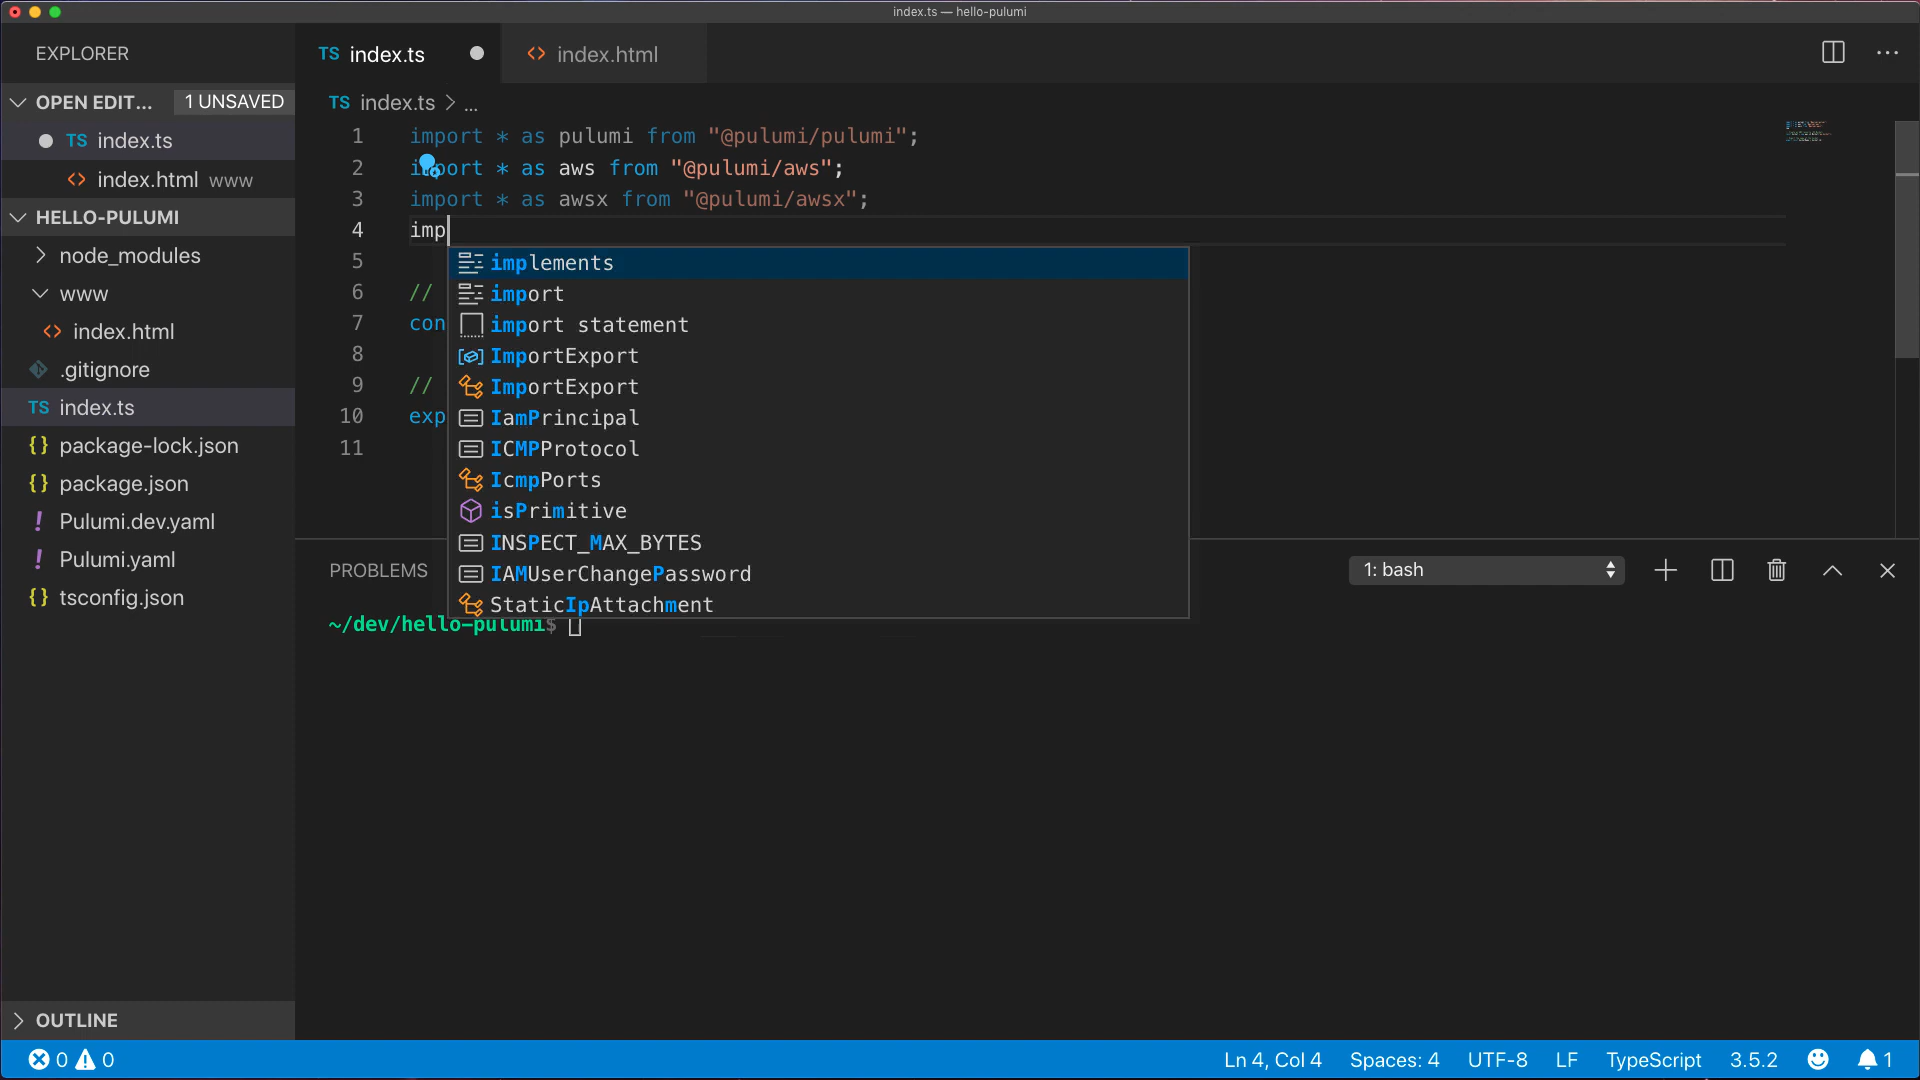 index.ts — hello-pulumi
EXPLORER
OPEN EDIT... 1 UNSAVED
TS index.ts
<> index.html www
HELLO-PULUMI
node_modules
www
<> index.html
.gitignore
TS index.ts
{} package-lock.json
{} package.json
! Pulumi.dev.yaml
! Pulumi.yaml
{} tsconfig.json
OUTLINE
TS index.ts
<> index.html
TS index.ts > ...
1 import * as pulumi from "@pulumi/pulumi";
2 import * as aws from "@pulumi/aws";
3 import * as awsx from "@pulumi/awsx";
4 imp
5
6 //
7 con
8
9 //
10 exp
11
implements
import
import statement
ImportExport
ImportExport
IamPrincipal
ICMPProtocol
IcmpPorts
isPrimitive
INSPECT_MAX_BYTES
IAMUserChangePassword
StaticIpAttachment
PROBLEMS
1: bash
~/dev/hello-pulumi$
0 0
Ln 4, Col 4 Spaces: 4 UTF-8 LF TypeScript 3.5.2 1